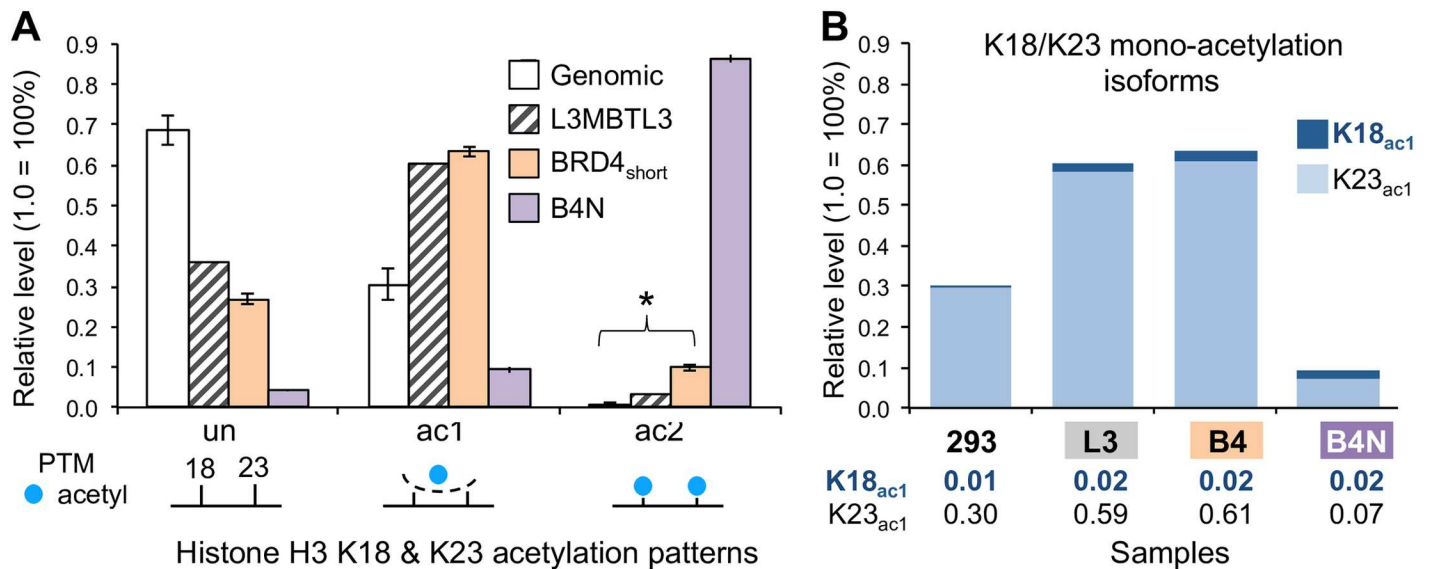 A
Relative level (1.0 = 100%)
0.9
0.8
0.7
0.6
0.5
0.4
0.3
0.2
0.1
0.0
Genomic
L3MBTL3
BRD4short
B4N
*
un
ac1
ac2
PTM
acetyl
18 23
Histone H3 K18 & K23 acetylation patterns
B
K18/K23 mono-acetylation
isoforms
Relative level (1.0 = 100%)
0.9
0.8
0.7
0.6
0.5
0.4
0.3
0.2
0.1
0.0
K18ac1
K23ac1
293 L3 B4 B4N
K18ac1 0.01 0.02 0.02 0.02
K23ac1 0.30 0.59 0.61 0.07
Samples